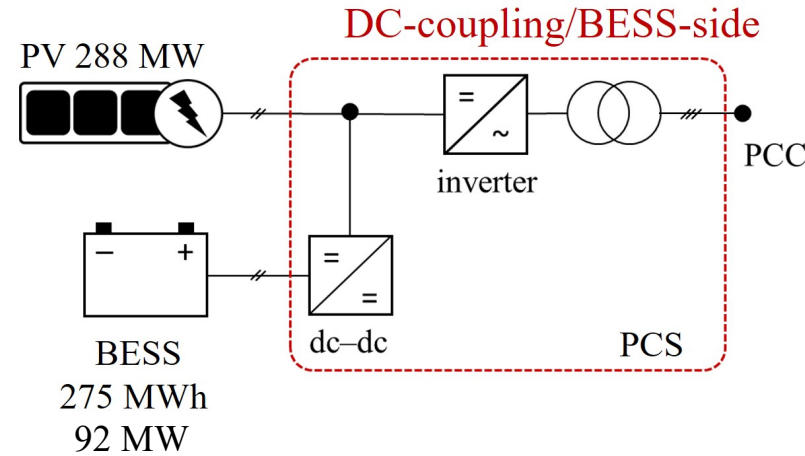 DC-coupling/BESS-side
PV 288 MW
=
~
inverter
PCC
− +
=
=
dc–dc
PCS
BESS
275 MWh
92 MW